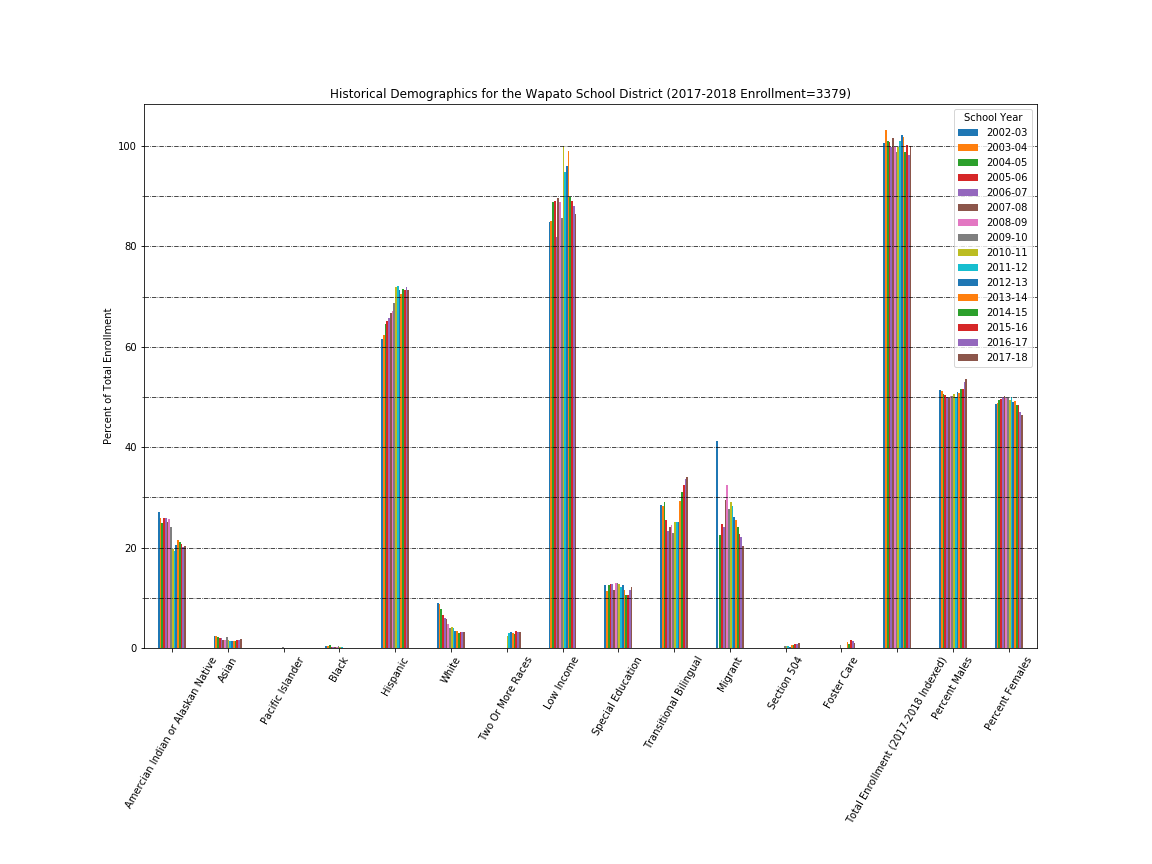 Historical Demographics for the Wapato School District (2017-2018 Enrollment=3379)
School Year
2002-03
2003-04
2004-05
2005-06
2006-07
2007-08
2008-09
2009-10
2010-11
2011-12
2012-13
2013-14
2014-15
2015-16
2016-17
2017-18
Percent of Total Enrollment
100
80
60
40
20
0
Amercian Indian or Alaskan Native
Asian
Pacific Islander
Black
Hispanic
White
Two Or More Races
Low Income
Special Education
Transitional Bilingual
Migrant
Section 504
Foster Care
Total Enrollment (2017-2018 Indexed)
Percent Males
Percent Females